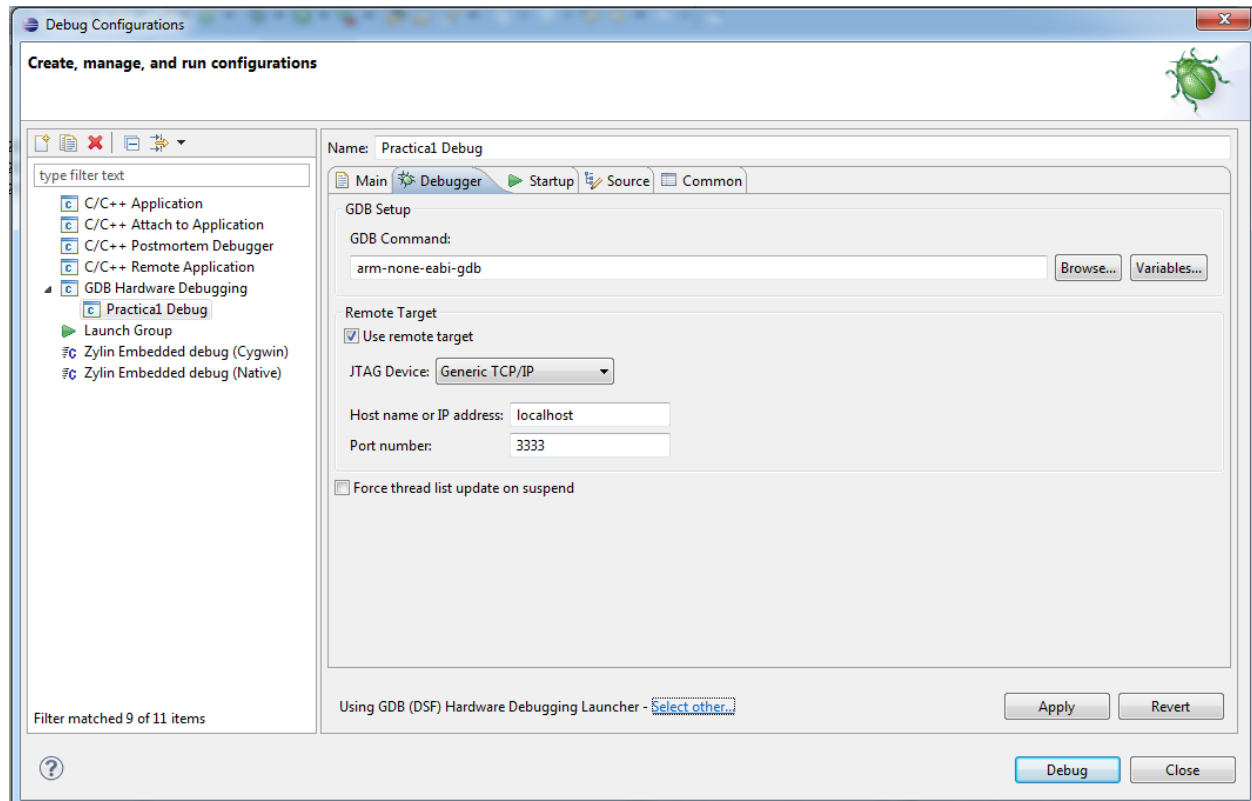 Debug Configurations
Create, manage, and run configurations
type filter text
C/C++ Application
C/C++ Attach to Application
C/C++ Postmortem Debugger
C/C++ Remote Application
GDB Hardware Debugging
Practica1 Debug
Launch Group
Zylin Embedded debug (Cygwin)
Zylin Embedded debug (Native)
Filter matched 9 of 11 items
Name: Practica1 Debug
Main Debugger Startup Source Common
GDB Setup
GDB Command:
arm-none-eabi-gdb Browse... Variables...
Remote Target
Use remote target
JTAG Device: Generic TCP/IP
Host name or IP address: localhost
Port number: 3333
Force thread list update on suspend
Using GDB (DSF) Hardware Debugging Launcher - Select other... Apply Revert
Debug Close